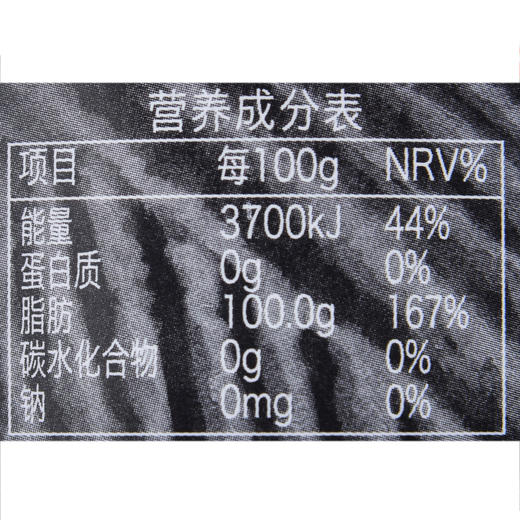 营养成分表
项目 每100g NRV%
能量 3700kJ 44%
蛋白质 0g 0%
脂肪 100.0g 167%
碳水化合物 0g 0%
钠 0mg 0%